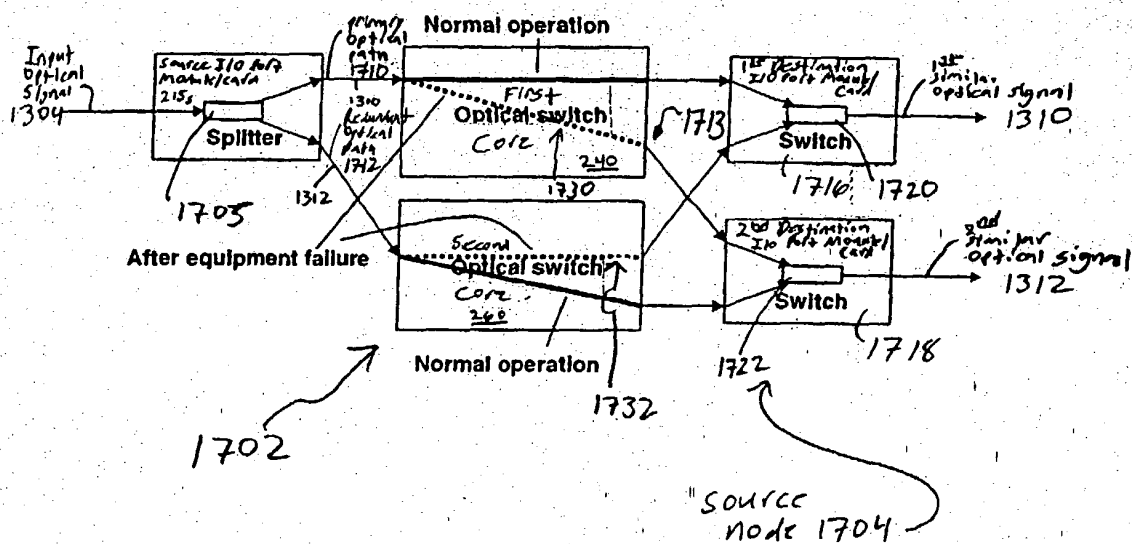 Input
Optical
Signal
1304
Source I/O Port
Module/card
215s
Splitter
1705
primary
Optical
path
1710
1310
Redundant
Optical
Path
1712
1312
Normal operation
First
Optical switch
Core
240
1730
1713
After equipment failure
Second
Optical switch
Core
260
Normal operation
1732
1702
1st Destination
I/O Port Module/
Card
Switch
1716
1720
1st
Similar
Optical signal
1310
2nd Destination
I/O Port Module/
Card
Switch
1722
1718
2nd
Similar
Optical signal
1312
"Source
node 1704